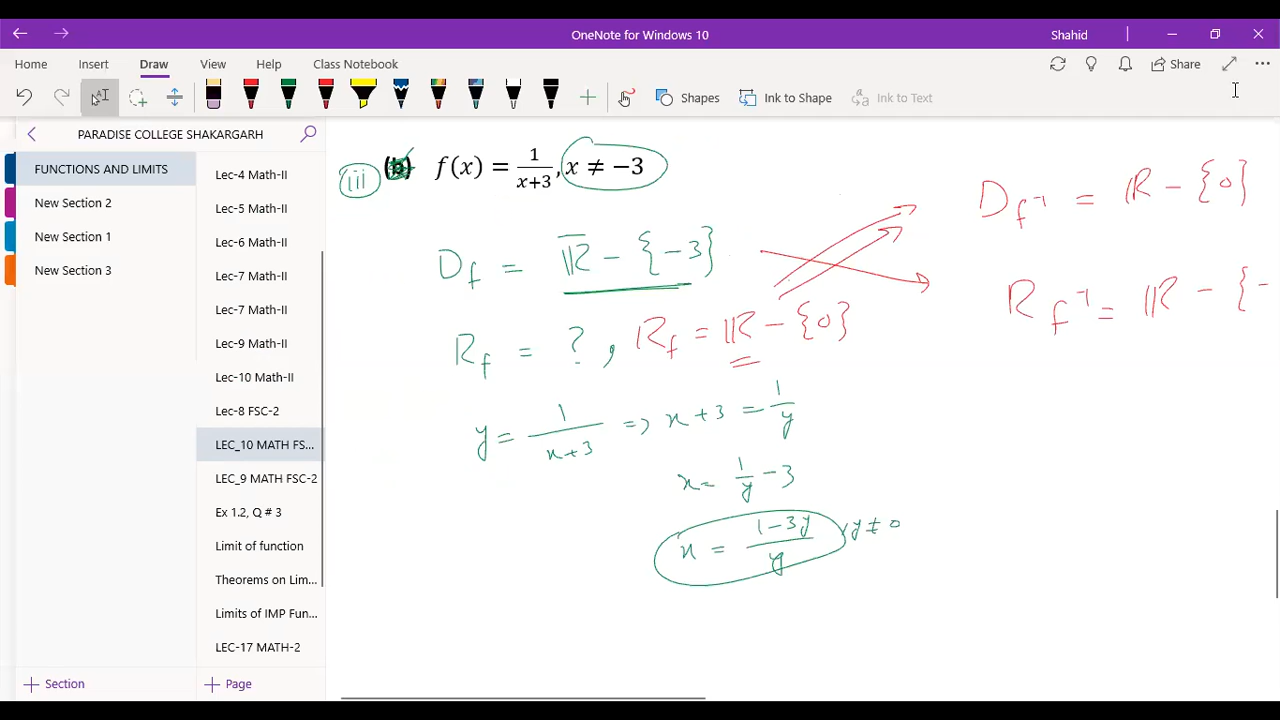 OneNote for Windows 10
Shahid
Home
Insert
Draw
View
Help
Class Notebook
Share
Shapes
Ink to Shape
Ink to Text
PARADISE COLLEGE SHAKARGARH
FUNCTIONS AND LIMITS
New Section 2
New Section 1
New Section 3
Lec-4 Math-II
Lec-5 Math-II
Lec-6 Math-II
Lec-7 Math-II
Lec-7 Math-II
Lec-9 Math-II
Lec-10 Math-II
Lec-8 FSC-2
LEC_10 MATH FS...
LEC_9 MATH FSC-2
Ex 1.2, Q # 3
Limit of function
Theorems on Lim...
Limits of IMP Fun...
LEC-17 MATH-2
Section
Page
iii (b) f(x) = 1/(x+3), x ≠ −3
D_f = ℝ − {−3}
R_f = ? , R_f = ℝ − {0}
y = 1/(x+3) ⇒ x + 3 = 1/y
x = 1/y − 3
x = (1−3y)/y , y ≠ 0
D_f⁻¹ = ℝ − {0}
R_f⁻¹ = ℝ − {−